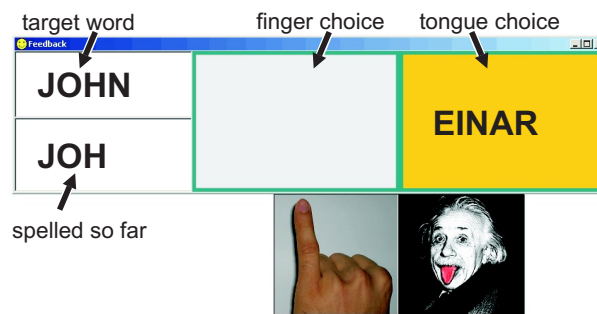 target word
finger choice
tongue choice
Feedback
JOHN
EINAR
JOH
spelled so far